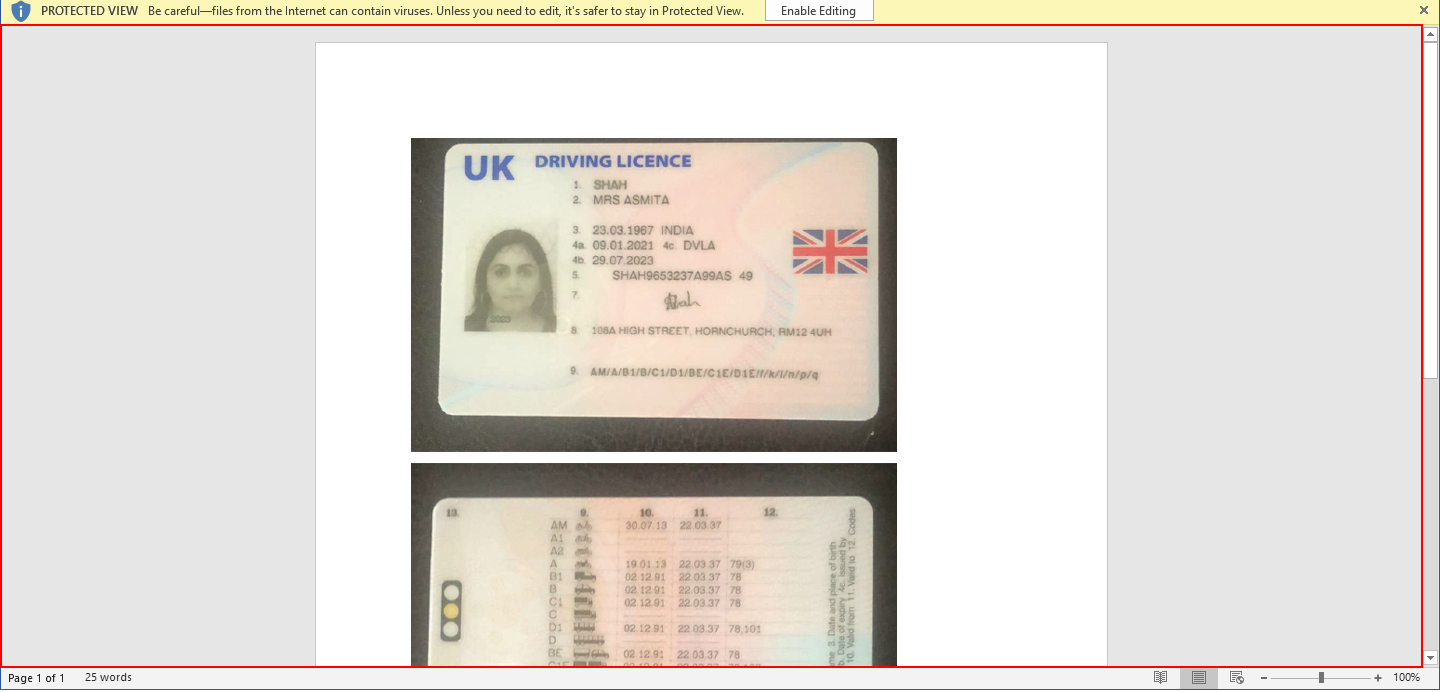 PROTECTED VIEW Be careful—files from the Internet can contain viruses. Unless you need to edit, it's safer to stay in Protected View. Enable Editing
UK DRIVING LICENCE
1. SHAH
2. MRS ASMITA
3. 23.03.1967 INDIA
4a. 09.01.2021 4c. DVLA
4b. 29.07.2023
5. SHAH9653237A99AS 49
7. Shah
2023
8. 108A HIGH STREET, HORNCHURCH, RM12 4UH
9. AM/A/B1/B/C1/D1/BE/C1E/D1E/f/k/l/n/p/q
13. 9. 10. 11. 12.
AM 30.07.13 22.03.37
A1
A2
A 19.01.13 22.03.37 79(3)
B1 02.12.91 22.03.37 78
B 02.12.91 22.03.37 78
C1 02.12.91 22.03.37 78
C
D1 02.12.91 22.03.37 78,101
D
BE 02.12.91 22.03.37 78
C1E
3. Date and place of birth
Date of expiry 4c. Issued by
10. Valid from 11. Valid to 12. Codes
Page 1 of 1 25 words 100%